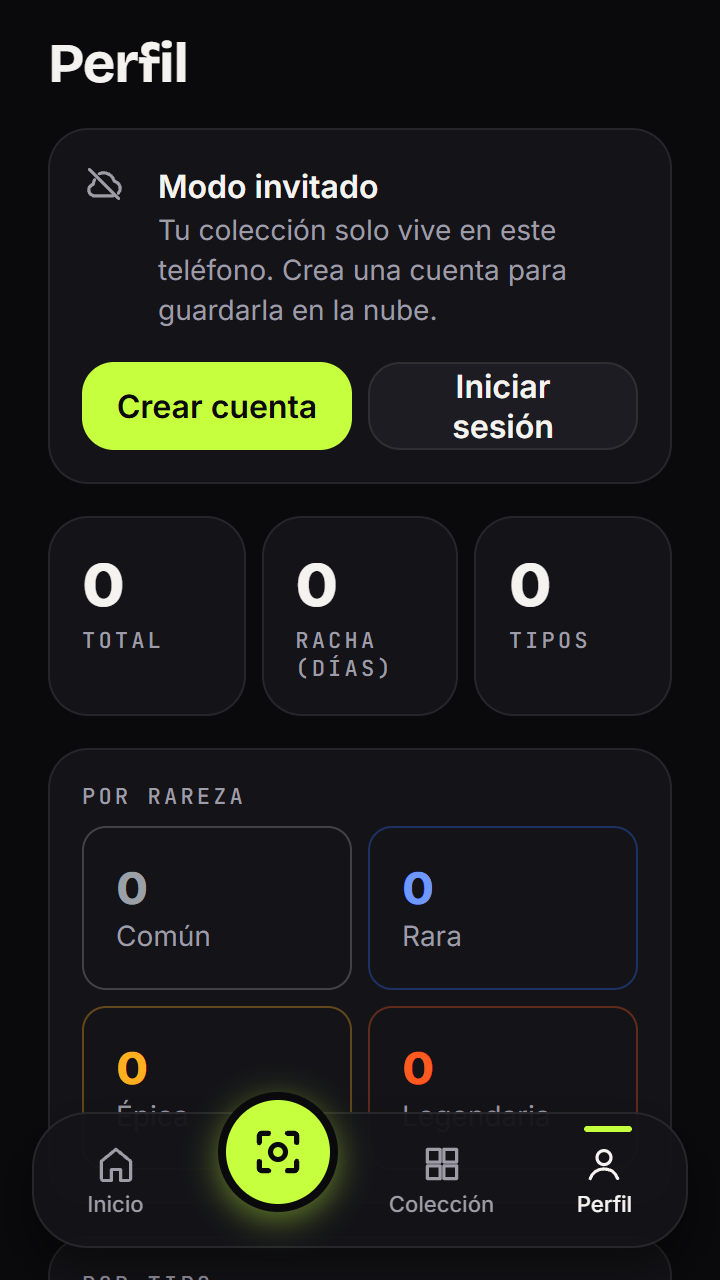 Perfil
Modo invitado
Tu colección solo vive en este
teléfono. Crea una cuenta para
guardarla en la nube.
Crear cuenta
Iniciar
sesión
0
TOTAL
0
RACHA
(DÍAS)
0
TIPOS
POR RAREZA
0
Común
0
Rara
0
Épica
0
Legendaria
Inicio
Colección
Perfil
POR TIPO